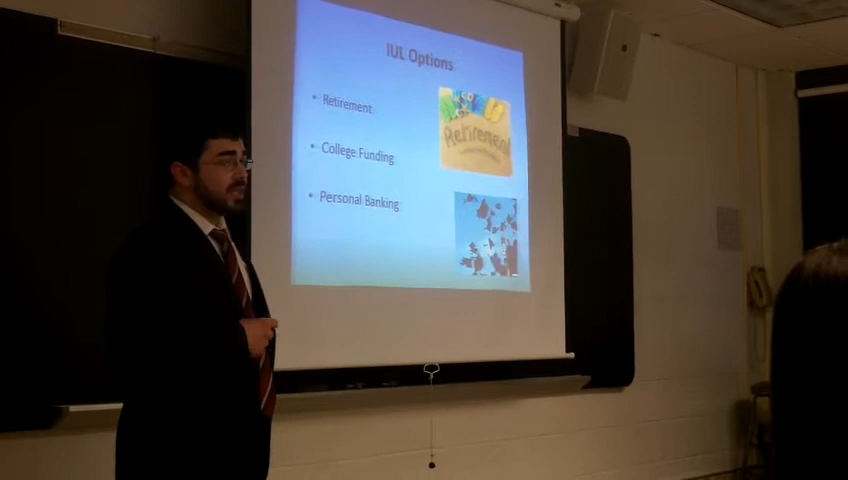 IUL Options
• Retirement
• College Funding
• Personal Banking
Retirement